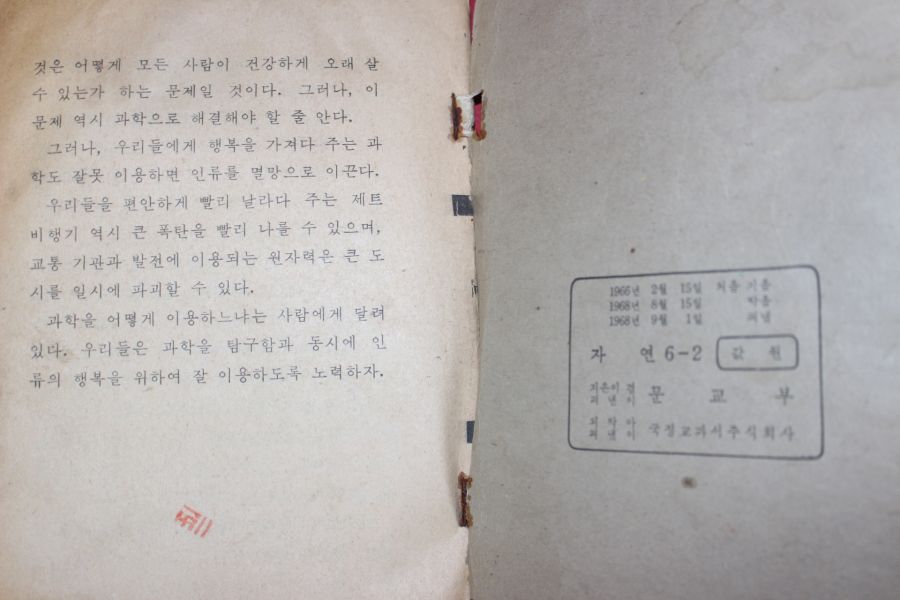 것은 어떻게 모든 사람이 건강하게 오래 살
수 있는가 하는 문제일 것이다. 그러나, 이
문제 역시 과학으로 해결해야 할 줄 안다.
그러나, 우리들에게 행복을 가져다 주는 과
학도 잘못 이용하면 인류를 멸망으로 이끈다.
우리들을 편안하게 빨리 날라다 주는 제트
비행기 역시 큰 폭탄을 빨리 나를 수 있으며,
교통 기관과 발전에 이용되는 원자력은 큰 도
시를 일시에 파괴할 수 있다.
과학을 어떻게 이용하느냐는 사람에게 달려
있다. 우리들은 과학을 탐구함과 동시에 인
류의 행복을 위하여 잘 이용하도록 노력하자.
1966년 2월 15일 처음 지음
1968년 8월 15일 박음
1968년 9월 1일 펴냄
자 연 6-2 값 원
지은이 겸
펴낸이 문 교 부
펴낸이 국정교과서주식회사